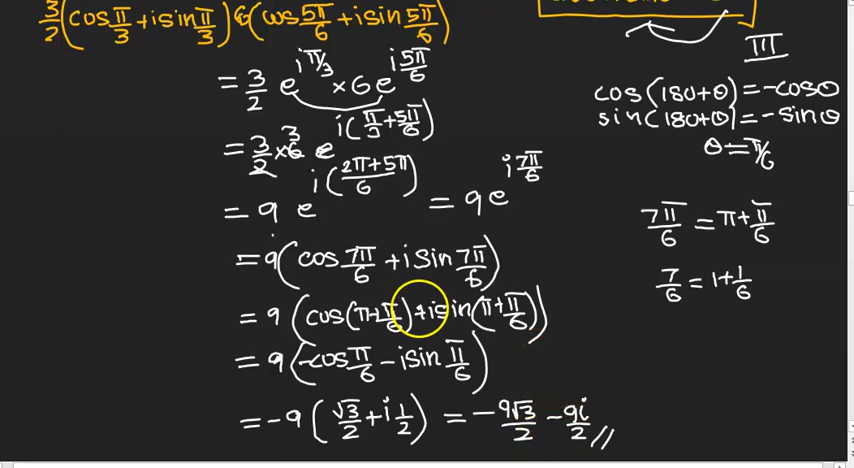 3/2(cos π/3 + i sin π/3) 6(cos 5π/6 + i sin 5π/6)
= 3/2 e^(iπ/3) × 6 e^(i5π/6)
= 3/2 × 6 3 e^(i(π/3 + 5π/6))
= 9 e^(i(2π+5π)/6) = 9 e^(i7π/6)
= 9(cos 7π/6 + i sin 7π/6)
= 9(cos(π+π/6) + i sin(π+π/6))
= 9(-cos π/6 - i sin π/6)
= -9(√3/2 + i 1/2) = -9√3/2 - 9i/2 //
III
cos(180+θ) = -cosθ
sin(180+θ) = -sinθ
θ = π/6
7π/6 = π + π/6
7/6 = 1 + 1/6